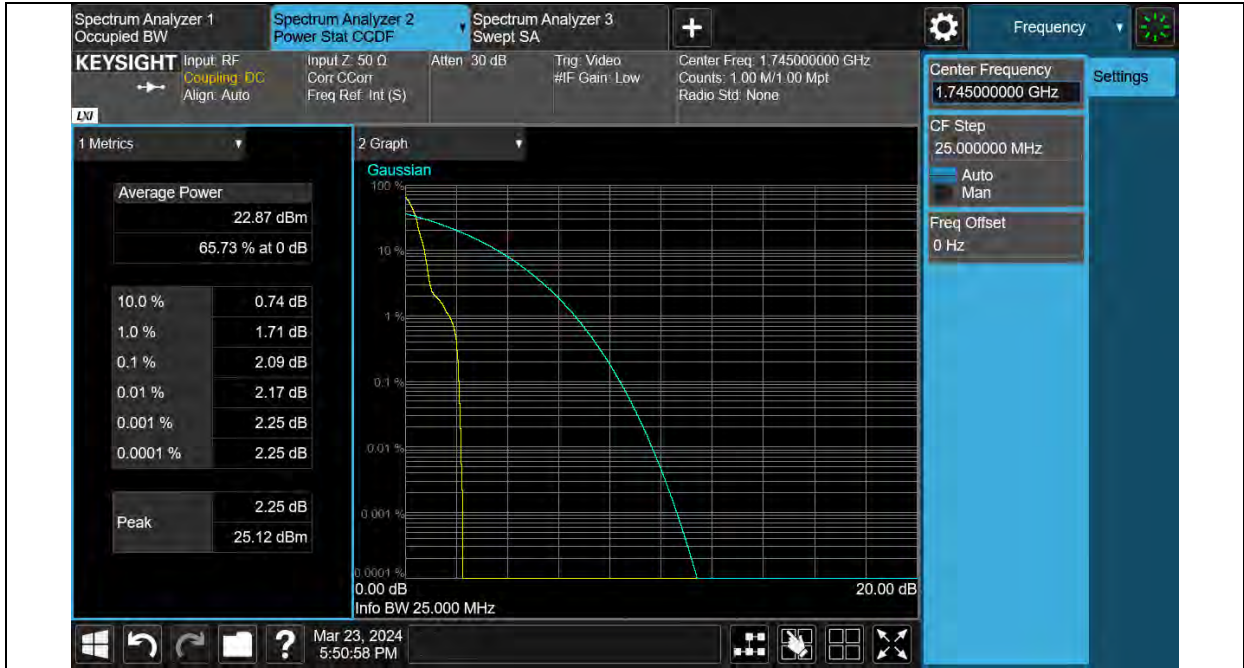 Spectrum Analyzer 1
Occupied BW
Spectrum Analyzer 2
Power Stat CCDF
Spectrum Analyzer 3
Swept SA
Frequency
KEYSIGHT
LXI
Input: RF
Coupling: DC
Align: Auto
Input Z: 50 Ω
Corr CCorr
Freq Ref: Int (S)
Atten: 30 dB
Trig: Video
#IF Gain: Low
Center Freq: 1.745000000 GHz
Counts: 1.00 M/1.00 Mpt
Radio Std: None
Center Frequency
1.745000000 GHz
Settings
CF Step
25.000000 MHz
Auto
Man
Freq Offset
0 Hz
1 Metrics
Average Power
22.87 dBm
65.73 % at 0 dB
10.0 % 0.74 dB
1.0 % 1.71 dB
0.1 % 2.09 dB
0.01 % 2.17 dB
0.001 % 2.25 dB
0.0001 % 2.25 dB
Peak
2.25 dB
25.12 dBm
2 Graph
Gaussian
100 %
10 %
1 %
0.1 %
0.01 %
0.001 %
0.0001 %
0.00 dB 20.00 dB
Info BW 25.000 MHz
?
Mar 23, 2024
5:50:58 PM